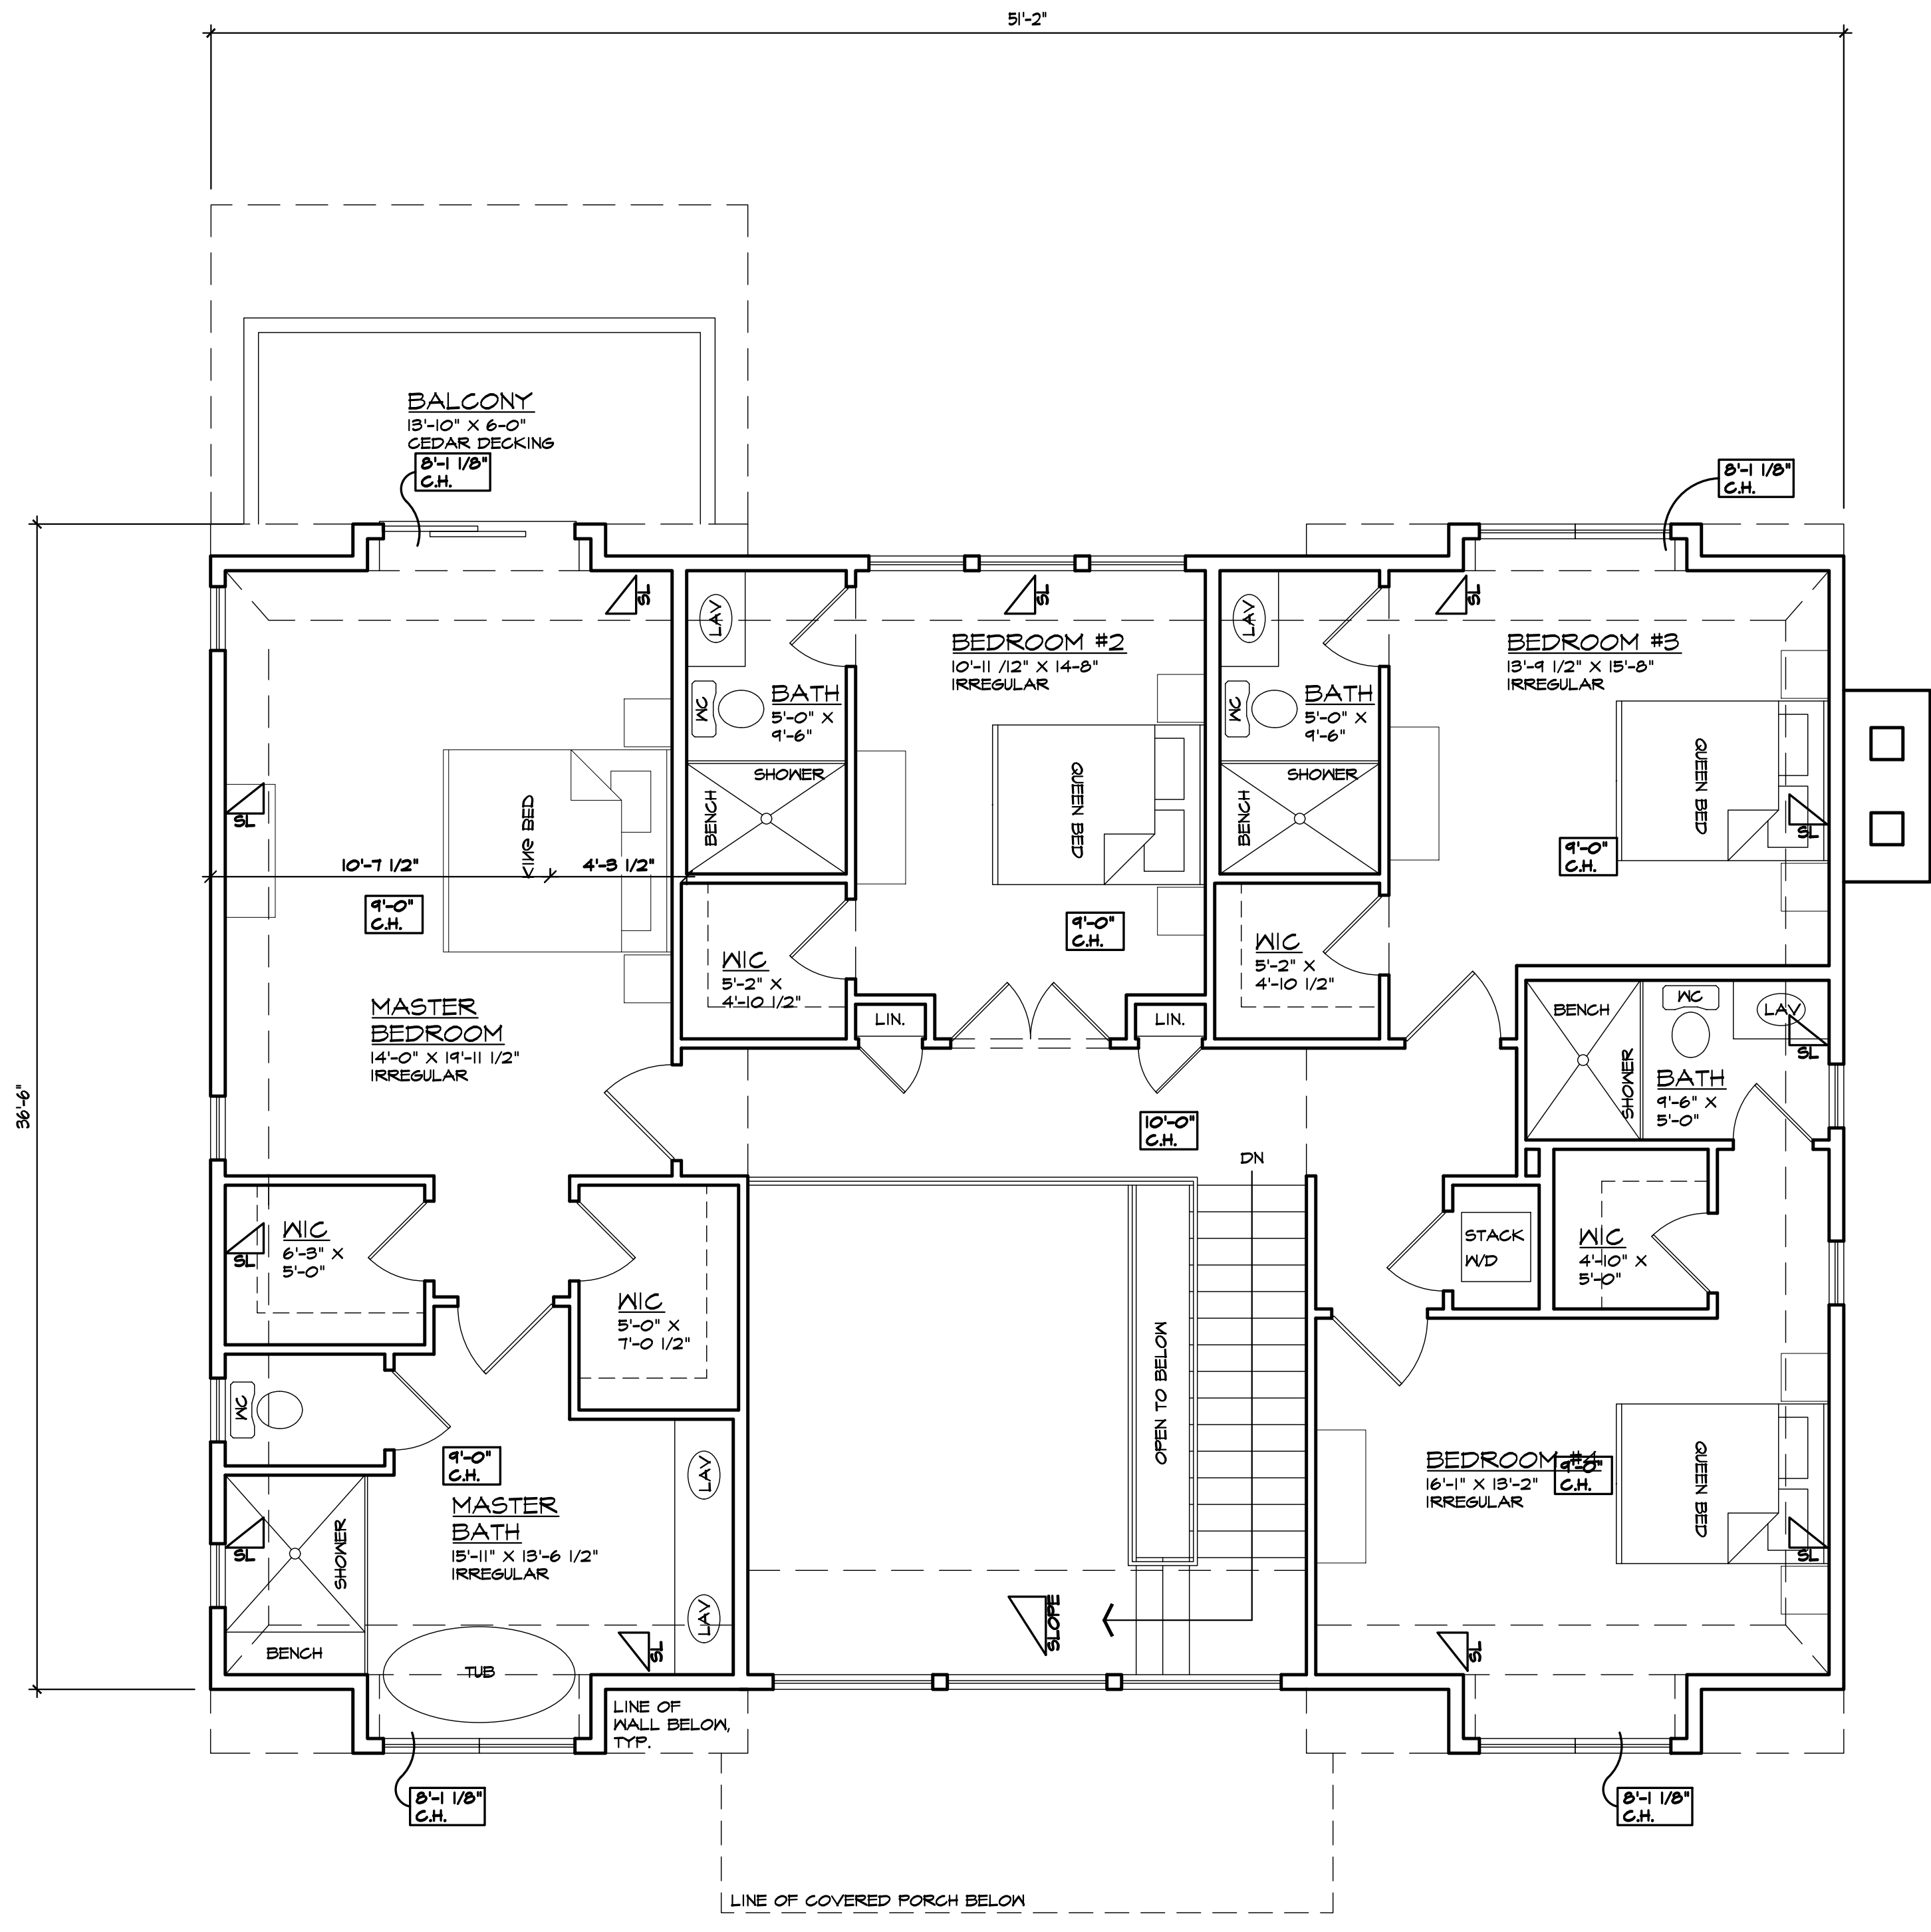 51'-2"
BALCONY
13'-10" X 6-0"
CEDAR DECKING
8'-1 1/8"
C.H.
8'-1 1/8"
C.H.
36'-6"
SL
SL
SL
LAV
LAV
BEDROOM #2
10'-11 /12" X 14-8"
IRREGULAR
BEDROOM #3
13'-9 1/2" X 15'-8"
IRREGULAR
WC
BATH
5'-0" X
9'-6"
WC
BATH
5'-0" X
9'-6"
SHOWER
BENCH
QUEEN BED
SHOWER
BENCH
QUEEN BED
SL
KING BED
SL
10'-7 1/2"
4'-3 1/2"
9'-0"
C.H.
9'-0"
C.H.
9'-0"
C.H.
WIC
5'-2" X
4'-10 1/2"
WIC
5'-2" X
4'-10 1/2"
MASTER
BEDROOM
14'-0" X 19'-11 1/2"
IRREGULAR
LIN.
LIN.
BENCH
WC
LAV
SL
SHOWER
BATH
9'-6" X
5'-0"
10'-0"
C.H.
DN
WIC
6'-3" X
5'-0"
SL
WIC
5'-0" X
7'-0 1/2"
STACK
W/D
WIC
4'-10" X
5'-0"
OPEN TO BELOW
WC
9'-0"
C.H.
LAV
MASTER
BATH
15'-11" X 13'-6 1/2"
IRREGULAR
SHOWER
SL
BENCH
TUB
LAV
SL
BEDROOM #4
16'-1" X 13'-2"
IRREGULAR
9'-0"
C.H.
QUEEN BED
SL
SLOPE
SL
LINE OF
WALL BELOW,
TYP.
8'-1 1/8"
C.H.
8'-1 1/8"
C.H.
LINE OF COVERED PORCH BELOW